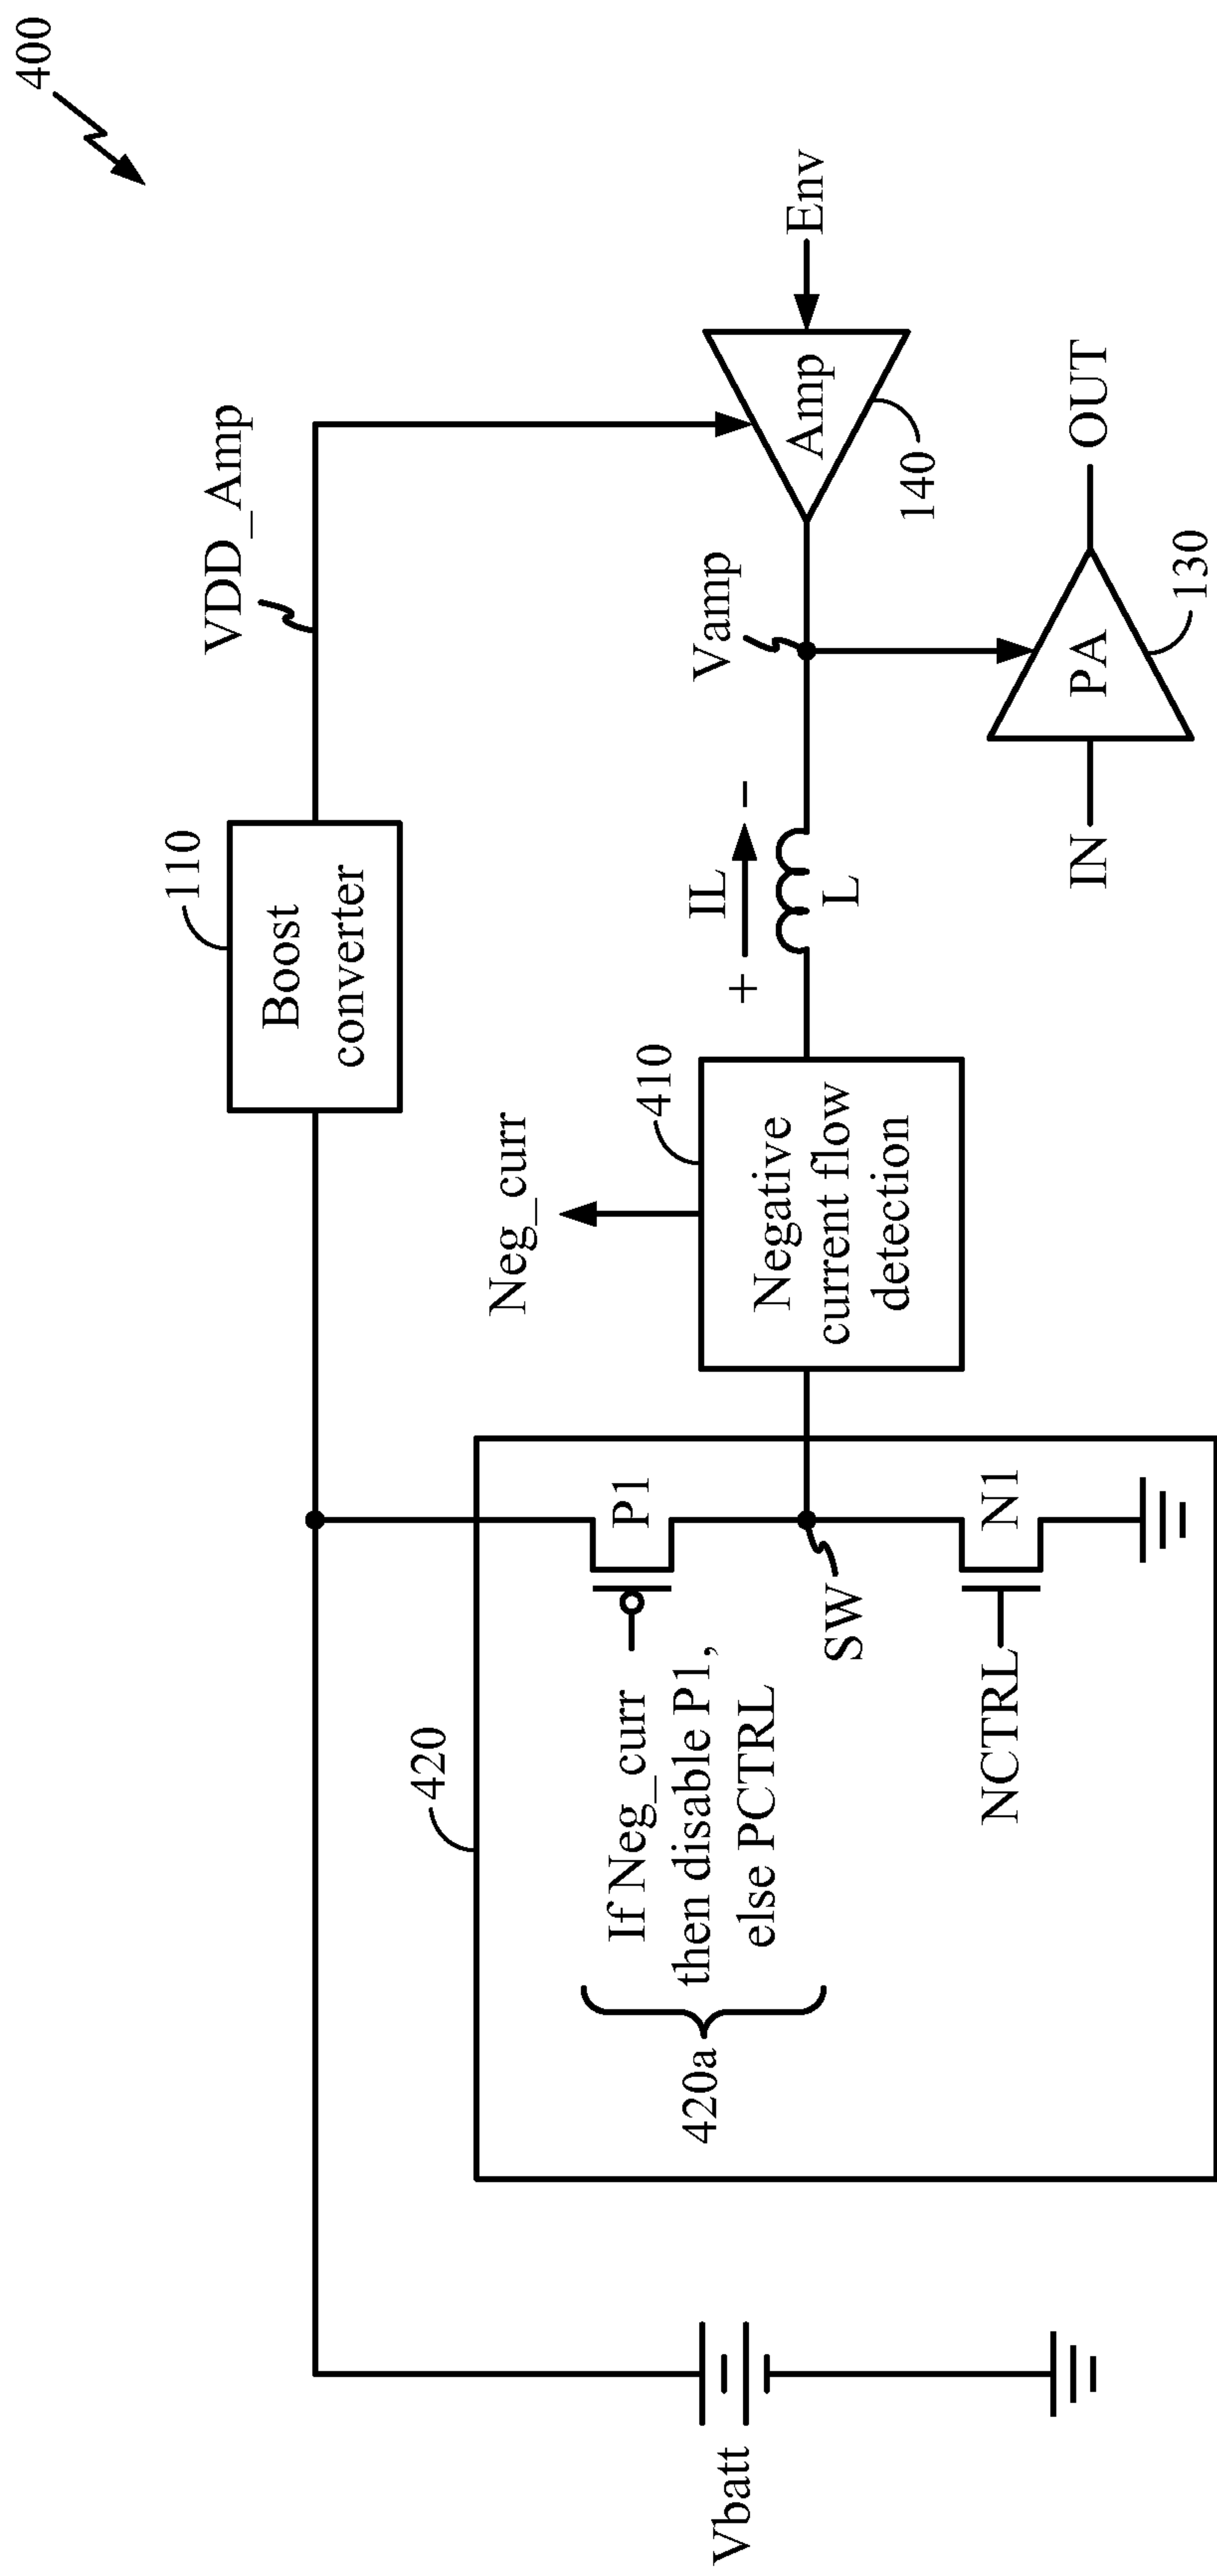 400
VDD_Amp
110
Boost
converter
Neg_curr
410
Negative
current flow
detection
+
IL
-
L
Vamp
Amp
Env
140
PA
IN
OUT
130
420
P1
If Neg_curr
then disable P1,
else PCTRL
420a
SW
N1
NCTRL
Vbatt